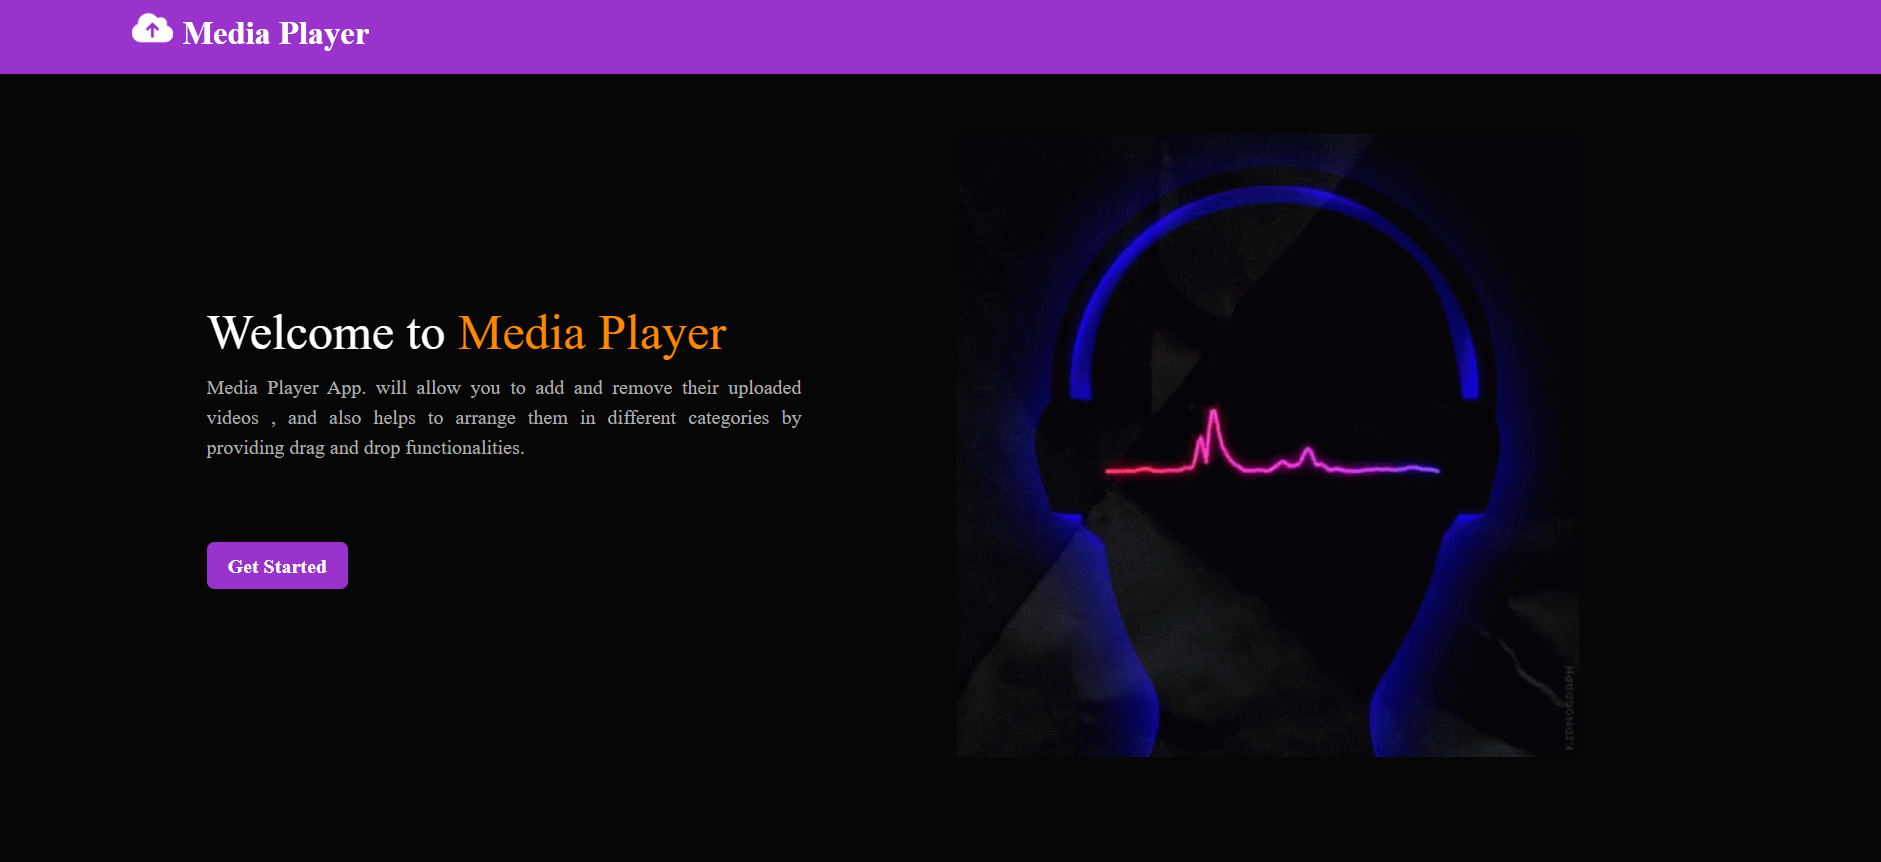 Media Player
Welcome to Media Player
Media Player App. will allow you to add and remove their uploaded
videos , and also helps to arrange them in different categories by
providing drag and drop functionalities.
Get Started
KIDMOGRAPH